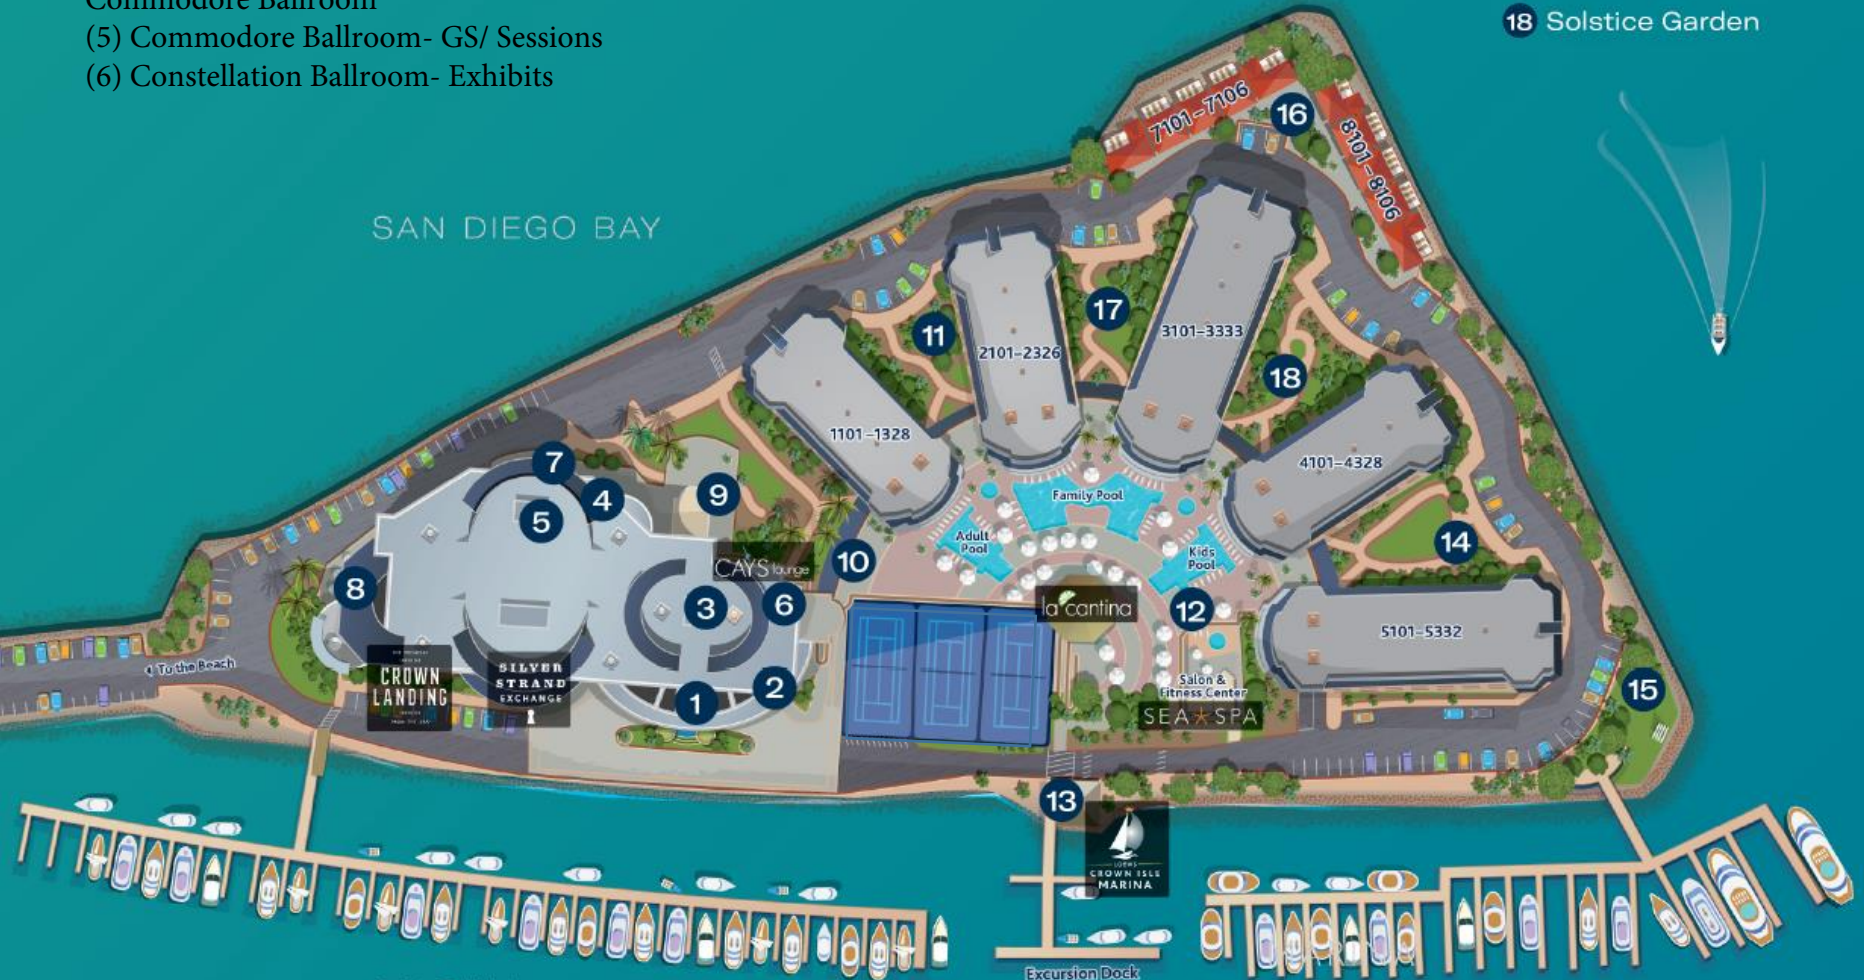 Commodore Ballroom
(5) Commodore Ballroom- GS/ Sessions
(6) Constellation Ballroom- Exhibits
18 Solstice Garden
SAN DIEGO BAY
7101-7106
16
8101-8106
11
2101-2326
17
3101-3333
18
1101-1328
4101-4328
7
4
5
9
Family Pool
Adult
Pool
Kids
Pool
14
CAYS lounge
10
8
3
6
la cantina
12
5101-5332
To the Beach
CROWN
LANDING
SILVER
STRAND
EXCHANGE
1
2
Salon &
Fitness Center
SEA SPA
15
13
LOEWS
CROWN ISLE
MARINA
Excursion Dock